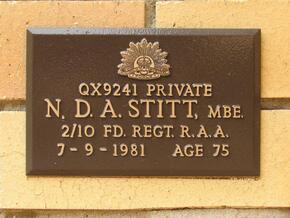 QX9241 PRIVATE
N. D. A. STITT, MBE.
2/10 FD. REGT. R.A.A.
7-9-1981 AGE 75